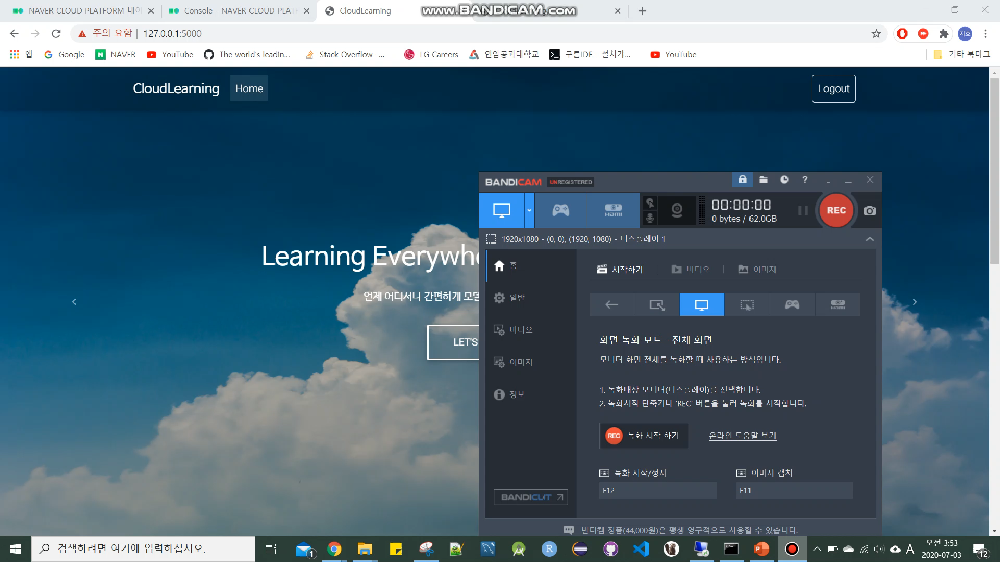 NAVER CLOUD PLATFORM 네이
Console - NAVER CLOUD PLAT
CloudLearning
www.BANDICAM.com
주의 요함
127.0.0.1:5000
지호
앱
Google
NAVER
YouTube
The world's leadin...
Stack Overflow -...
LG Careers
연암공과대학교
구름IDE - 설치가...
YouTube
기타 북마크
CloudLearning
Home
Logout
Learning Everywhe
언제 어디서나 간편하게 모델
LET'S
BANDICAM
UNREGISTERED
?
HDMI
00:00:00
0 bytes / 62.0GB
REC
1920x1080 - (0, 0), (1920, 1080) - 디스플레이 1
홈
일반
비디오
이미지
정보
시작하기
비디오
이미지
HDMI
화면 녹화 모드 - 전체 화면
모니터 화면 전체를 녹화할 때 사용하는 방식입니다.
1. 녹화대상 모니터(디스플레이)를 선택합니다.
2. 녹화시작 단축키나 'REC' 버튼을 눌러 녹화를 시작합니다.
REC
녹화 시작 하기
온라인 도움말 보기
녹화 시작/정지
이미지 캡처
F12
F11
BANDICUT
반디캠 정품(44,000원)은 평생 영구적으로 사용할 수 있습니다.
검색하려면 여기에 입력하십시오.
1
R
A
오전 3:53
2020-07-03
12